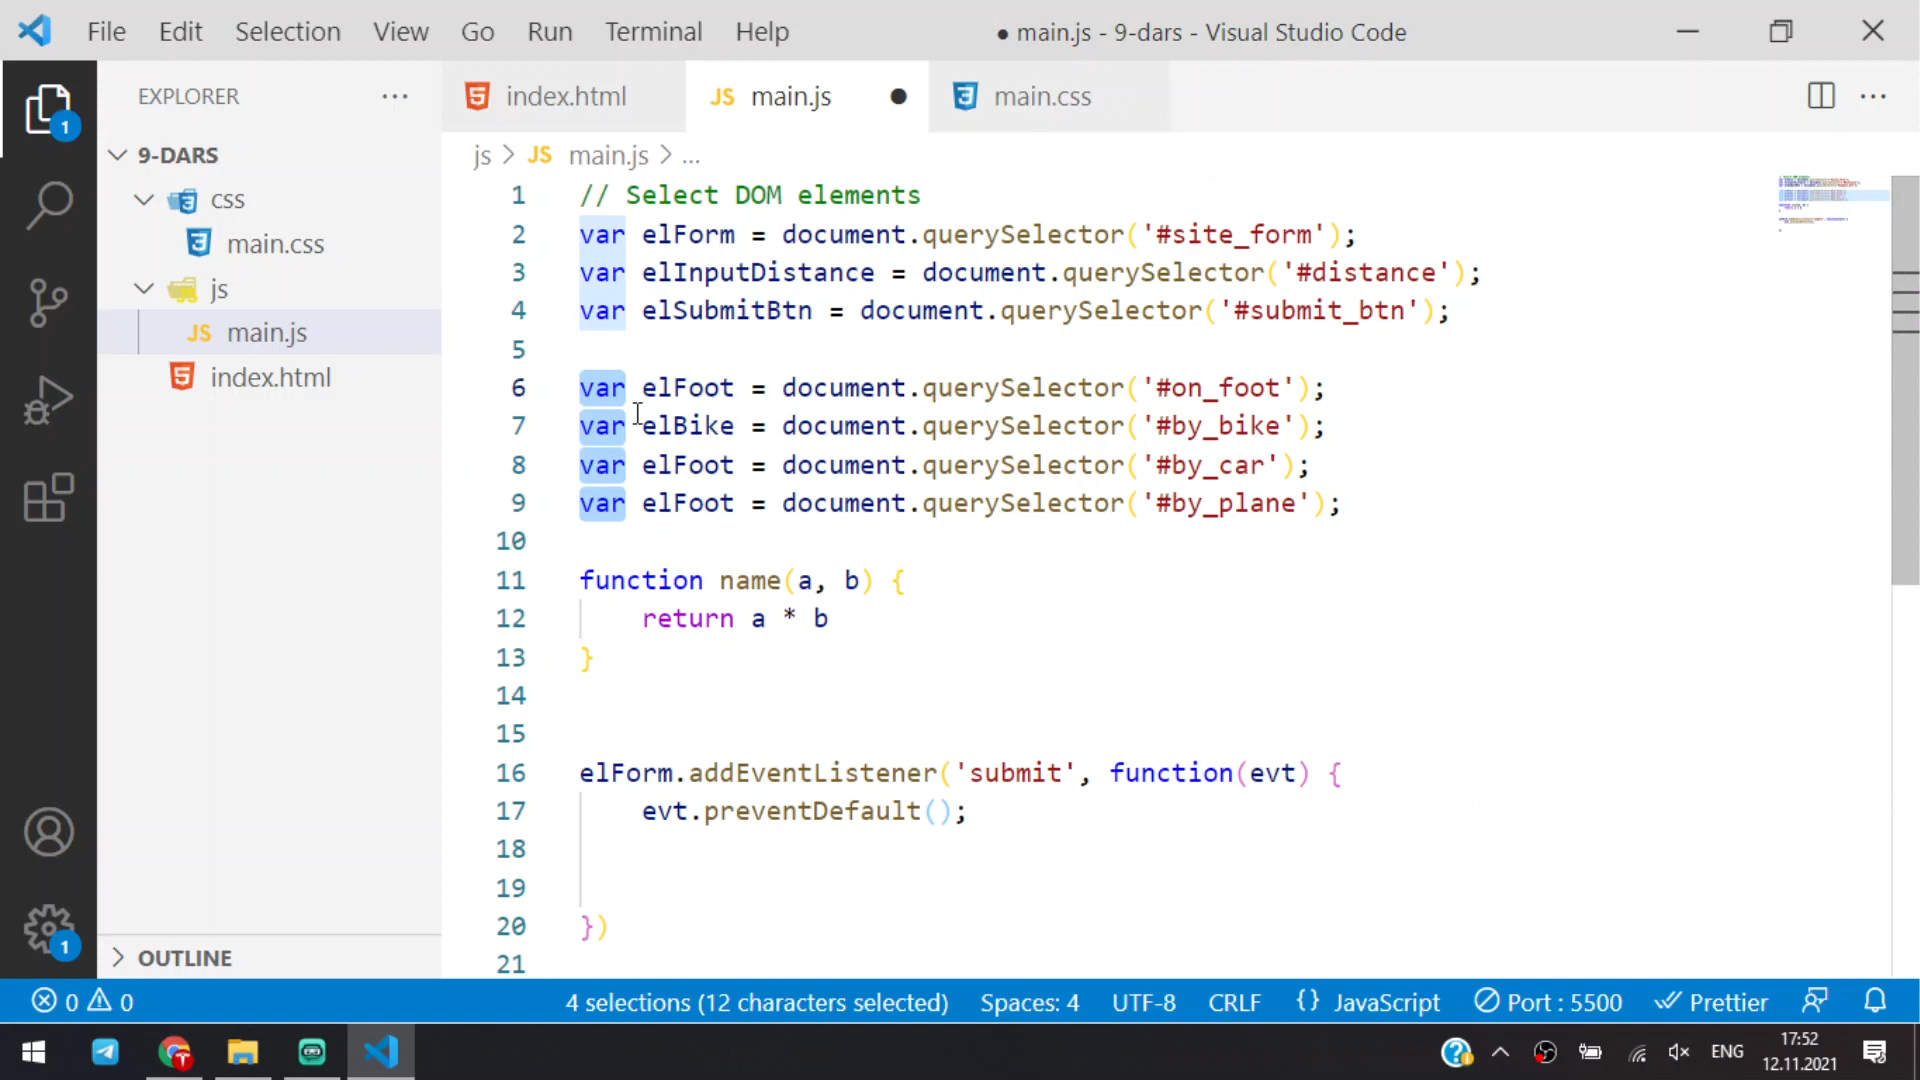 File Edit Selection View Go Run Terminal Help
● main.js - 9-dars - Visual Studio Code
EXPLORER
index.html
JS main.js
main.css
1
9-DARS
css
main.css
js
JS main.js
index.html
OUTLINE
1
js > JS main.js > ...
1 // Select DOM elements
2 var elForm = document.querySelector('#site_form');
3 var elInputDistance = document.querySelector('#distance');
4 var elSubmitBtn = document.querySelector('#submit_btn');
5
6 var elFoot = document.querySelector('#on_foot');
7 var elBike = document.querySelector('#by_bike');
8 var elFoot = document.querySelector('#by_car');
9 var elFoot = document.querySelector('#by_plane');
10
11 function name(a, b) {
12 return a * b
13 }
14
15
16 elForm.addEventListener('submit', function(evt) {
17 evt.preventDefault();
18
19
20 })
21
0 0 4 selections (12 characters selected) Spaces: 4 UTF-8 CRLF {} JavaScript Port : 5500 Prettier
ENG
17:52
12.11.2021